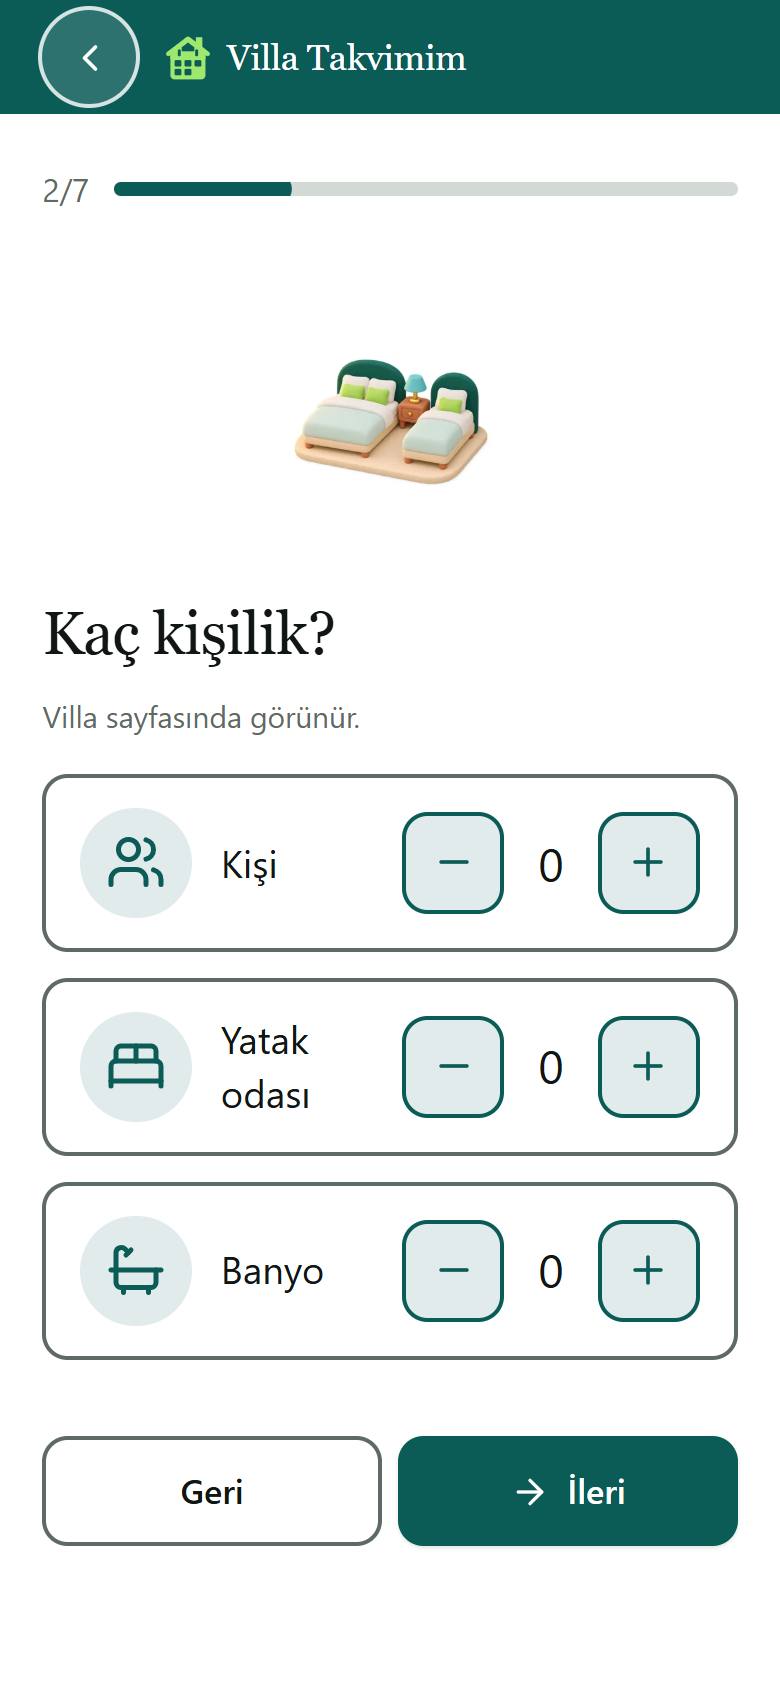 Villa Takvimim
2/7
Kaç kişilik?
Villa sayfasında görünür.
Kişi
0
Yatak
odası
0
Banyo
0
Geri
İleri